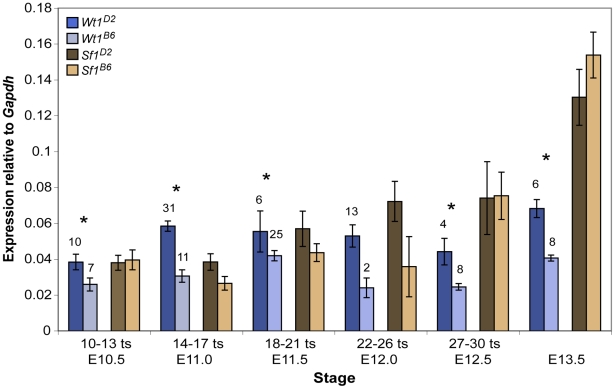 0.18
0.16
0.14
0.12
0.1
0.08
0.06
0.04
0.02
0
Expression relative to Gapdh
Wt1D2
Wt1B6
Sf1D2
Sf1B6
* * * * *
10 7 31 11 6 25 13 2 4 8 6 8
10-13 ts 14-17 ts 18-21 ts 22-26 ts 27-30 ts
E10.5 E11.0 E11.5 E12.0 E12.5 E13.5
Stage